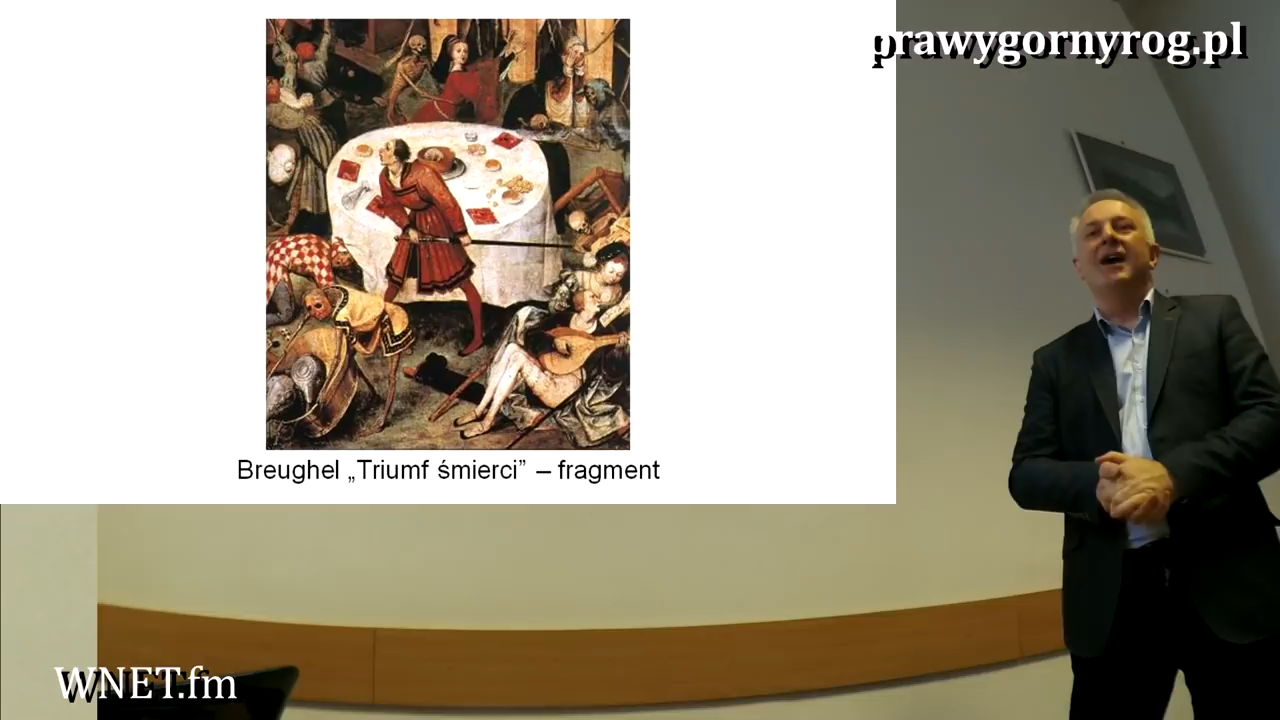 prawygornyrog.pl
Breughel „Triumf śmierci” – fragment
WNET.fm